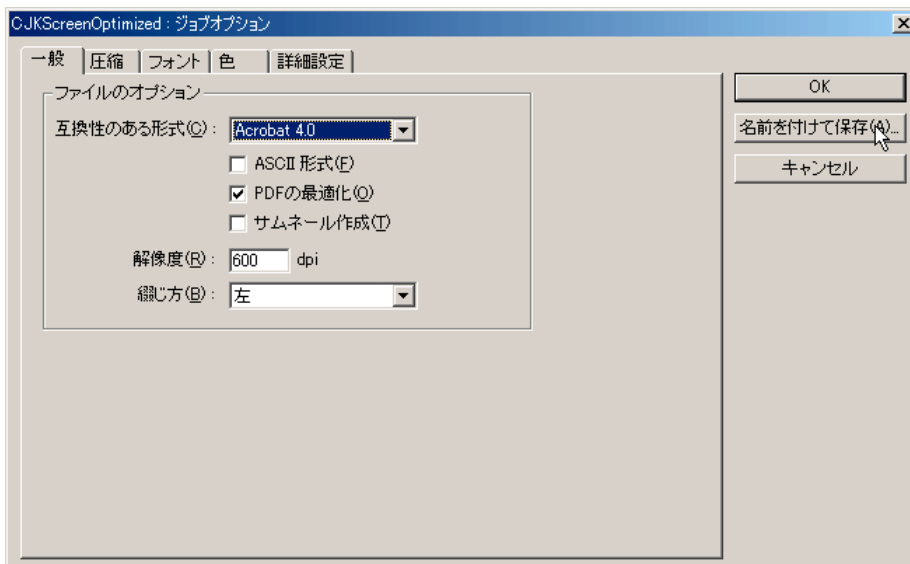 CJKScreenOptimized : ジョブオプション
一般 圧縮 フォント 色 詳細設定
ファイルのオプション
互換性のある形式(C) : Acrobat 4.0
ASCII 形式(F)
PDFの最適化(O)
サムネール作成(T)
解像度(R) : 600 dpi
綴じ方(B) : 左
OK
名前を付けて保存(A)...
キャンセル